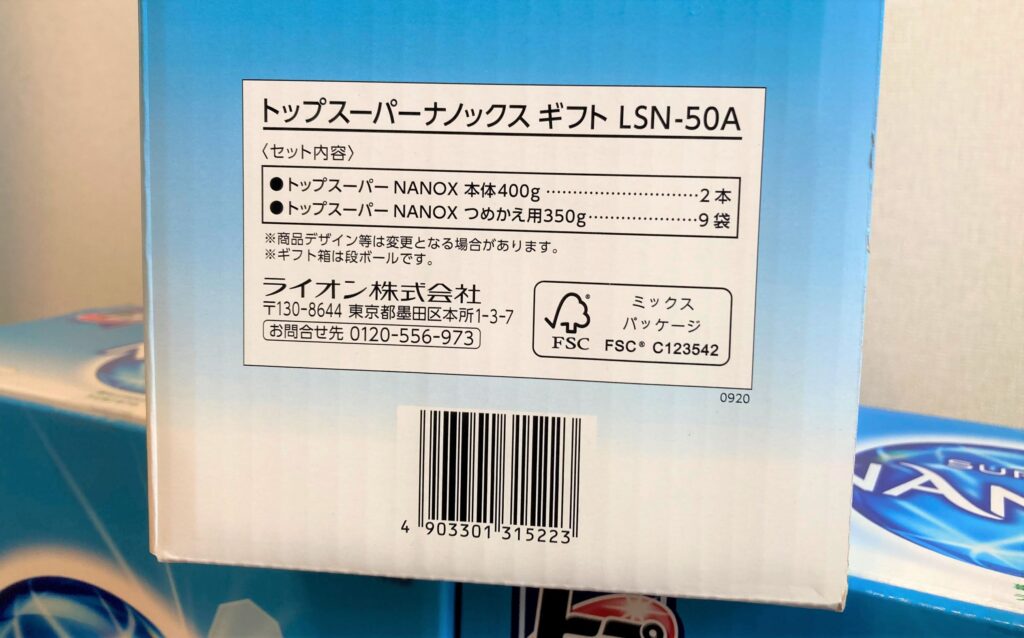 トップスーパーナノックス ギフト LSN-50A
〈セット内容〉
●トップスーパー NANOX 本体400g …………………………2本
●トップスーパー NANOX つめかえ用350g…………………9袋
※商品デザイン等は変更となる場合があります。
※ギフト箱は段ボールです。
ライオン株式会社
〒130-8644 東京都墨田区本所1-3-7
お問合せ先 0120-556-973
FSC
ミックス
パッケージ
FSC® C123542
0920
4 903301 315223